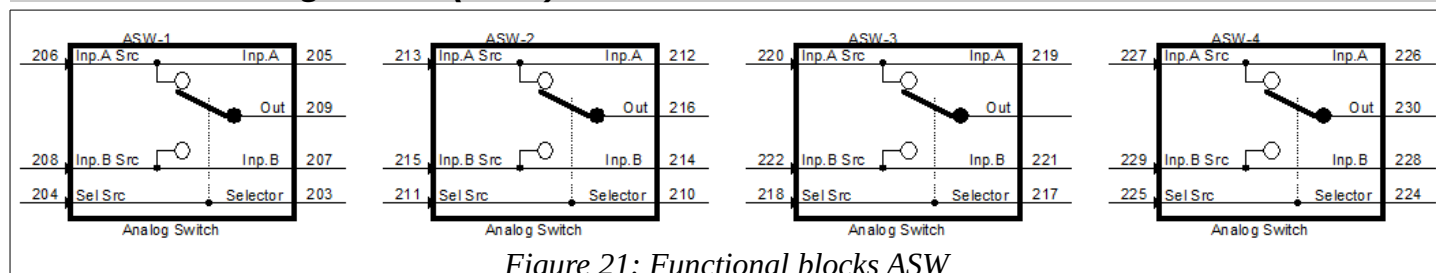 ASW-1 ASW-2 ASW-3 ASW-4
206 Inp.A Src Inp.A 205 213 Inp.A Src Inp.A 212 220 Inp.A Src Inp.A 219 227 Inp.A Src Inp.A 226
Out 209 Out 216 Out Out 230
208 Inp.B Src Inp.B 207 215 Inp.B Src Inp.B 214 222 Inp.B Src Inp.B 221 229 Inp.B Src Inp.B 228
204 Sel Src Selector 203 211 Sel Src Selector 210 218 Sel Src Selector 217 225 Sel Src Selector 224
Analog Switch Analog Switch Analog Switch Analog Switch
Figure 21: Functional blocks ASW